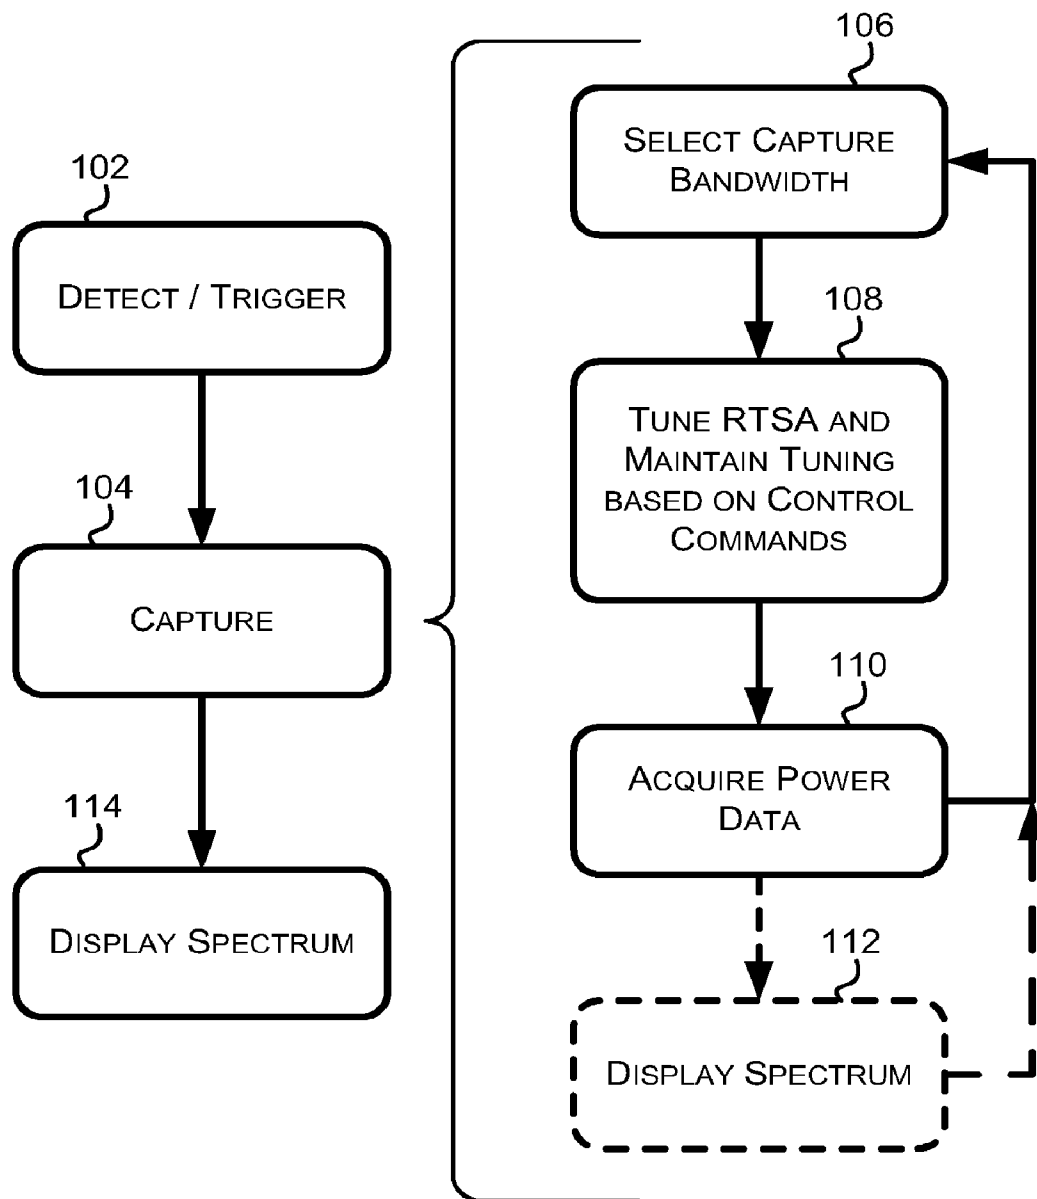 102
DETECT / TRIGGER
104
CAPTURE
114
DISPLAY SPECTRUM
106
SELECT CAPTURE
BANDWIDTH
108
TUNE RTSA AND
MAINTAIN TUNING
BASED ON CONTROL
COMMANDS
110
ACQUIRE POWER
DATA
112
DISPLAY SPECTRUM